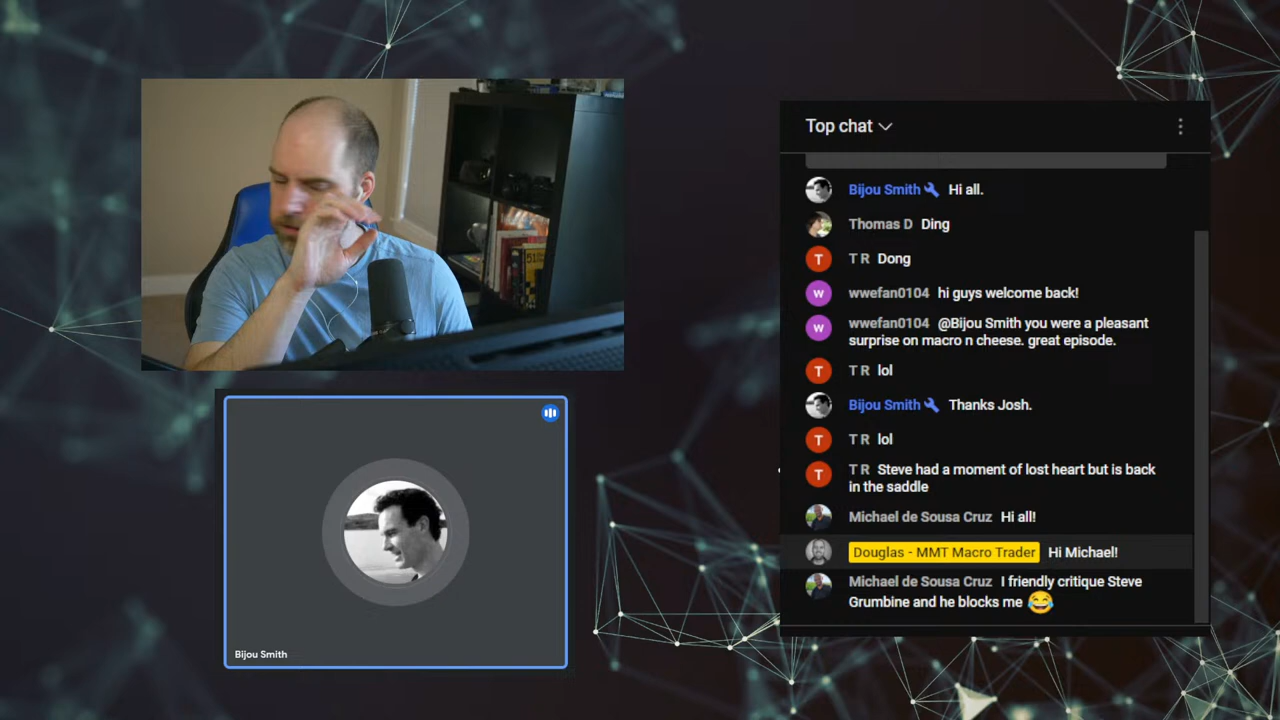 Top chat
Bijou Smith Hi all.
Thomas D Ding
T
T R Dong
w
wwefan0104 hi guys welcome back!
w
wwefan0104 @Bijou Smith you were a pleasant
surprise on macro n cheese. great episode.
T
T R lol
Bijou Smith Thanks Josh.
T
T R lol
T
T R Steve had a moment of lost heart but is back
in the saddle
Michael de Sousa Cruz Hi all!
Douglas - MMT Macro Trader Hi Michael!
Michael de Sousa Cruz I friendly critique Steve
Grumbine and he blocks me 😂
Bijou Smith